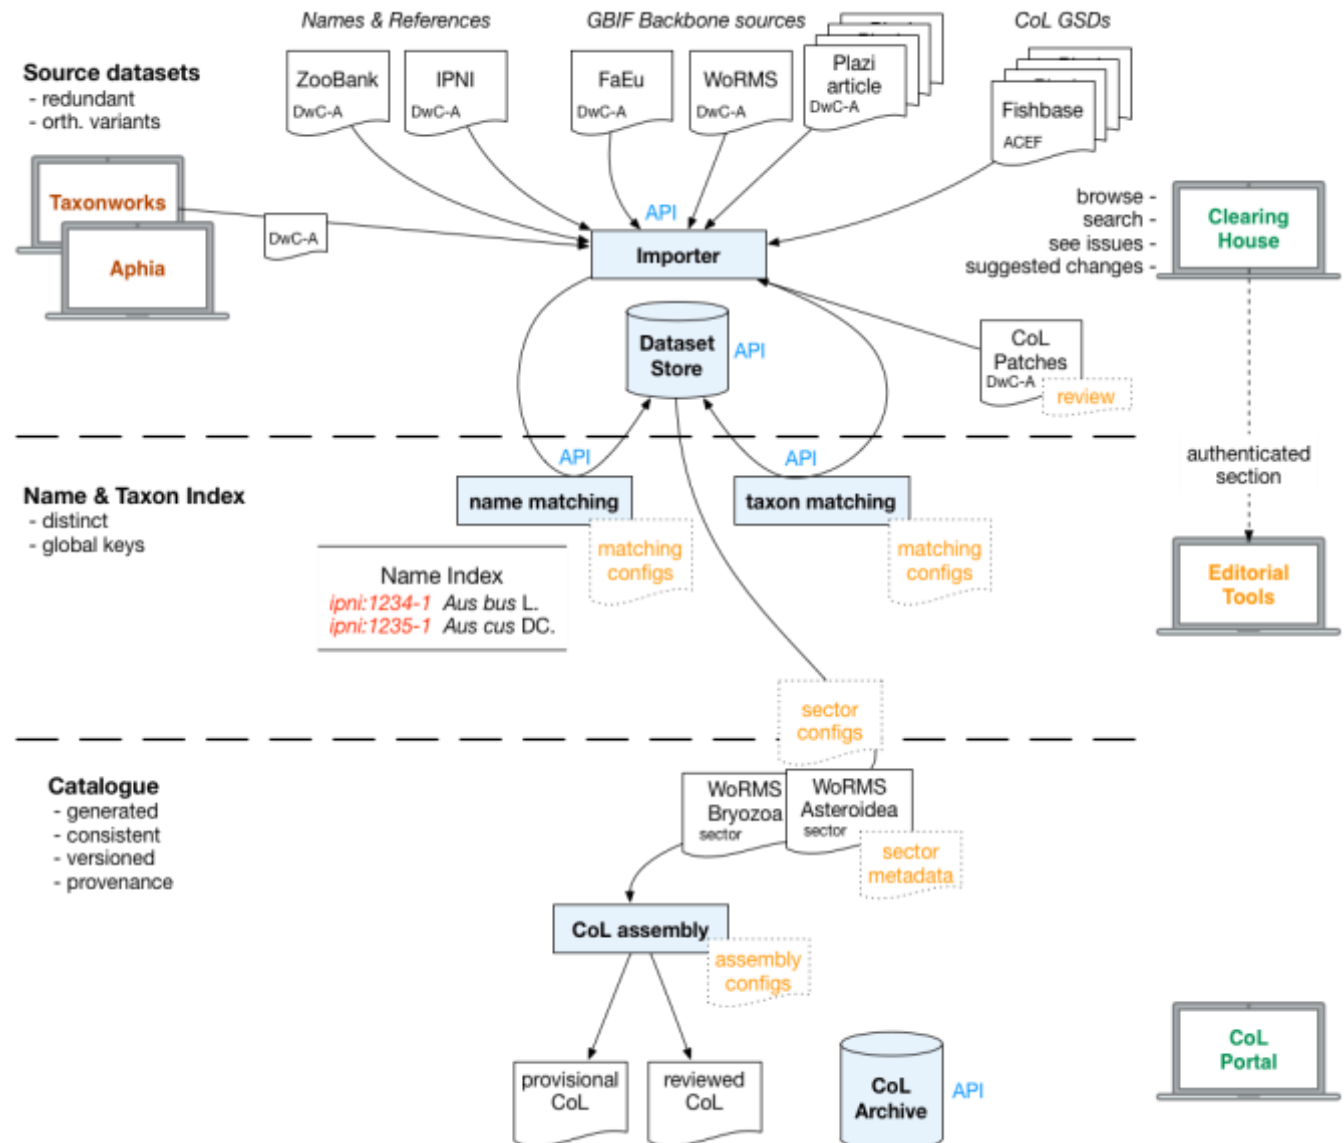 Names & References
GBIF Backbone sources
CoL GSDs
Source datasets
- redundant
- orth. variants
ZooBank
DwC-A
IPNI
DwC-A
FaEu
DwC-A
WoRMS
DwC-A
Plazi
article
DwC-A
Fishbase
ACEF
Taxonworks
Aphia
DwC-A
API
Importer
browse -
search -
see issues -
suggested changes -
Clearing
House
Dataset
Store
API
CoL
Patches
DwC-A
review
authenticated
section
Name & Taxon Index
- distinct
- global keys
API
name matching
matching
configs
API
taxon matching
matching
configs
Name Index
ipni:1234-1 Aus bus L.
ipni:1235-1 Aus cus DC.
Editorial
Tools
sector
configs
Catalogue
- generated
- consistent
- versioned
- provenance
WoRMS
Bryozoa
sector
WoRMS
Asteroidea
sector
sector
metadata
CoL assembly
assembly
configs
provisional
CoL
reviewed
CoL
CoL
Archive
API
CoL
Portal